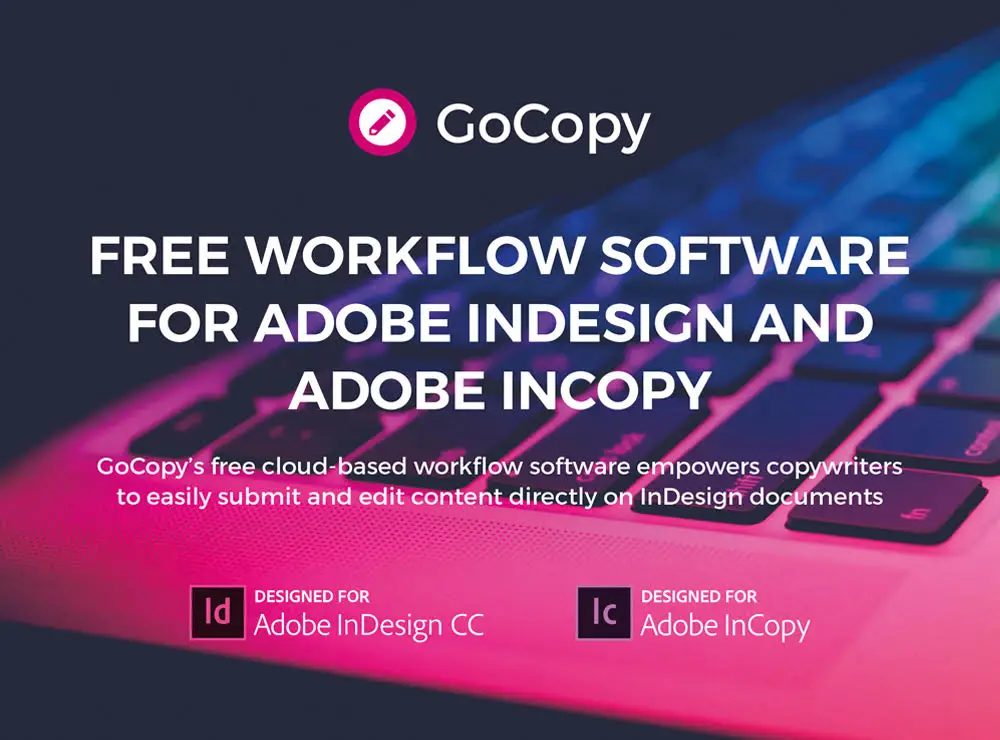 GoCopy
FREE WORKFLOW SOFTWARE
FOR ADOBE INDESIGN AND
ADOBE INCOPY
GoCopy's free cloud-based workflow software empowers copywriters
to easily submit and edit content directly on InDesign documents
Id
DESIGNED FOR
Adobe InDesign CC
Ic
DESIGNED FOR
Adobe InCopy
shift
fn